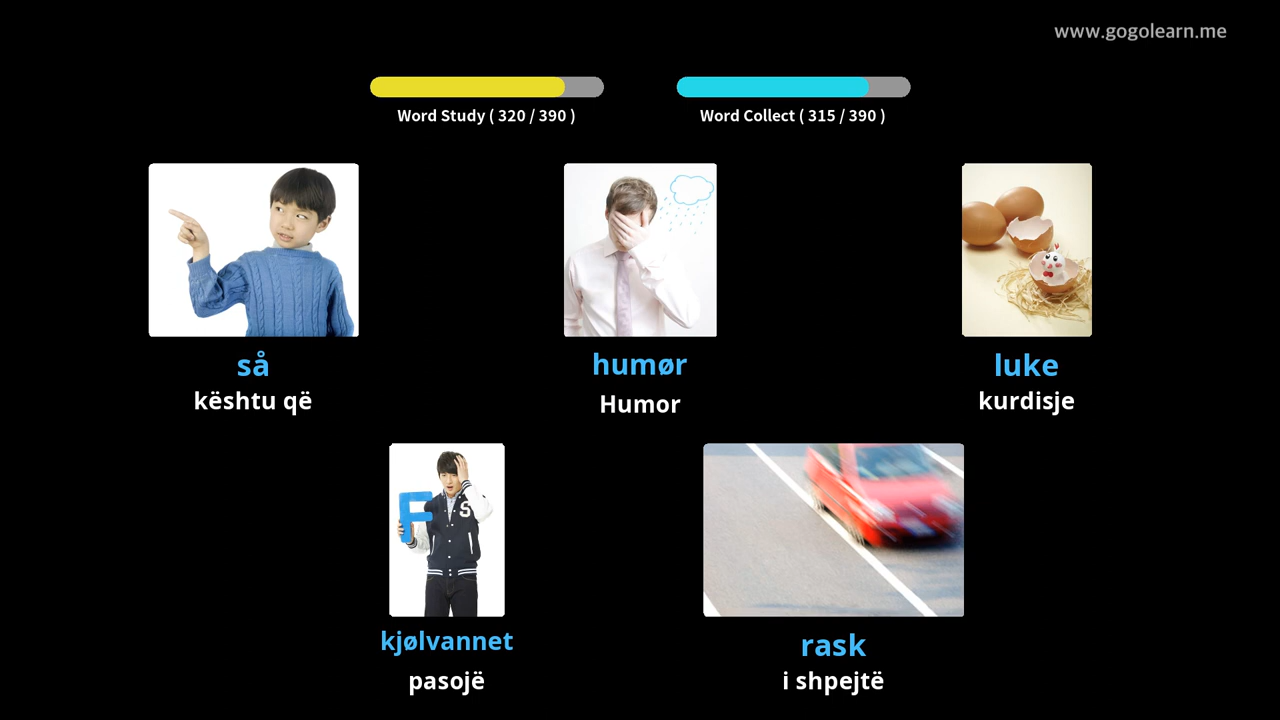 www.gogolearn.me
Word Study ( 320 / 390 )
Word Collect ( 315 / 390 )
så
kështu që
humør
Humor
luke
kurdisje
F
S
kjølvannet
pasojë
rask
i shpejtë